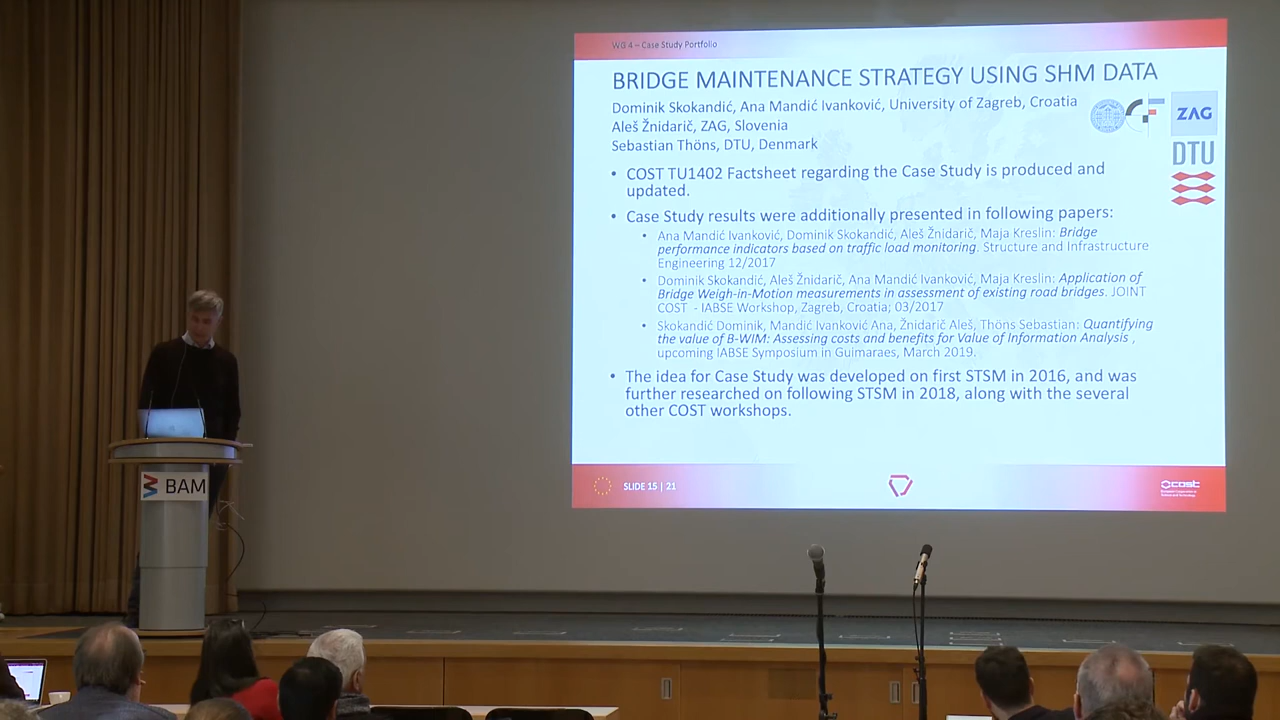 WG 4 – Case Study Portfolio
BRIDGE MAINTENANCE STRATEGY USING SHM DATA
Dominik Skokandić, Ana Mandić Ivanković, University of Zagreb, Croatia
Aleš Žnidarič, ZAG, Slovenia
Sebastian Thöns, DTU, Denmark
ZAG
DTU
• COST TU1402 Factsheet regarding the Case Study is produced and
updated.
• Case Study results were additionally presented in following papers:
• Ana Mandić Ivanković, Dominik Skokandić, Aleš Žnidarič, Maja Kreslin: Bridge
performance indicators based on traffic load monitoring. Structure and Infrastructure
Engineering 12/2017
• Dominik Skokandić, Aleš Žnidarič, Ana Mandić Ivanković, Maja Kreslin: Application of
Bridge Weigh-in-Motion measurements in assessment of existing road bridges. JOINT
COST - IABSE Workshop, Zagreb, Croatia; 03/2017
• Skokandić Dominik, Mandić Ivanković Ana, Žnidarič Aleš, Thöns Sebastian: Quantifying
the value of B-WIM: Assessing costs and benefits for Value of Information Analysis ,
upcoming IABSE Symposium in Guimaraes, March 2019.
• The idea for Case Study was developed on first STSM in 2016, and was
further researched on following STSM in 2018, along with the several
other COST workshops.
SLIDE 15 | 21
cost
BAM